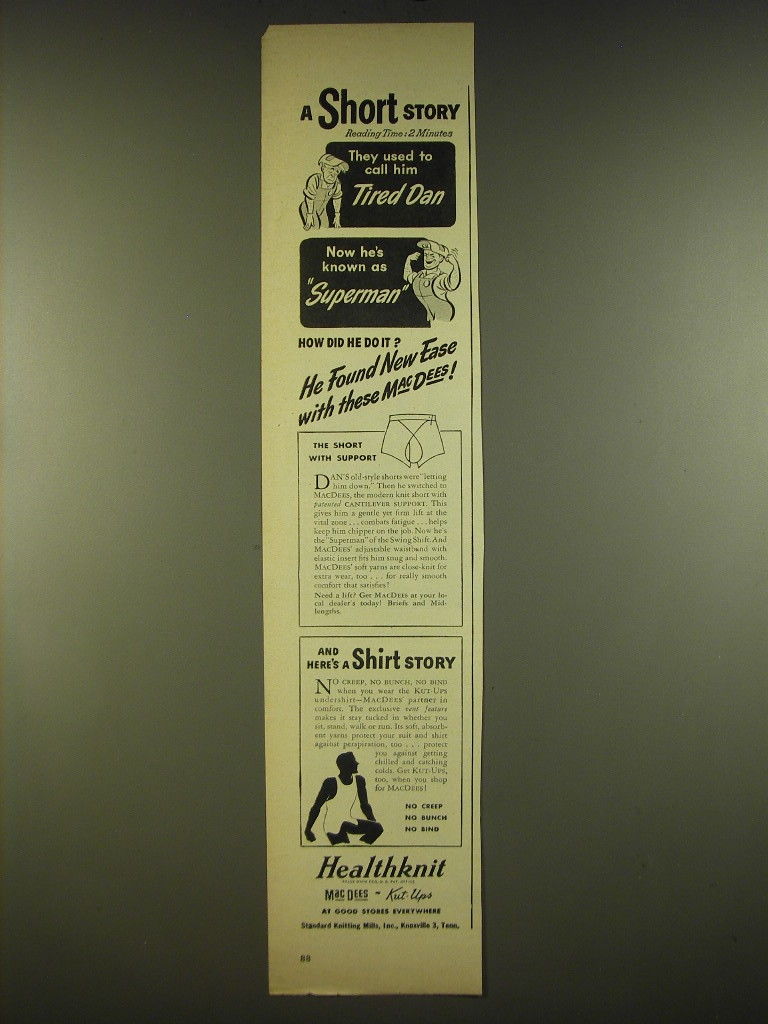 A Short STORY
Reading Time: 2 Minutes
They used to
call him
Tired Dan
Now he's
known as
"Superman"
HOW DID HE DO IT?
He Found New Ease
with these MACDEES!
THE SHORT
WITH SUPPORT
DAN'S old-style shorts were "letting
him down." Then he switched to
MACDEES, the modern knit short with
patented CANTILEVER SUPPORT. This
gives him a gentle yet firm lift at the
vital zone . . . combats fatigue . . . helps
keep him chipper on the job. Now he's
the "Superman" of the Swing Shift. And
MACDEES' adjustable waistband with
elastic insert fits him snug and smooth.
MACDEES' soft yarns are close-knit for
extra wear, too . . . for really smooth
comfort that satisfies!
Need a lift? Get MACDEES at your lo-
cal dealer's today! Briefs and Mid-
lengths.
AND
HERE'S A Shirt STORY
NO CREEP, NO BUNCH, NO BIND
when you wear the KUT-UPS
undershirt—MACDEES' partner in
comfort. The exclusive vent feature
makes it stay tucked in whether you
sit, stand, walk or run. Its soft, absorb-
ent yarns protect your suit and shirt
against perspiration, too . . . protect
you against getting
chilled and catching
colds. Get KUT-UPS,
too, when you shop
for MACDEES!
NO CREEP
NO BUNCH
NO BIND
Healthknit
MACDEES - Kut-Ups
AT GOOD STORES EVERYWHERE
Standard Knitting Mills, Inc., Knoxville 3, Tenn.
88